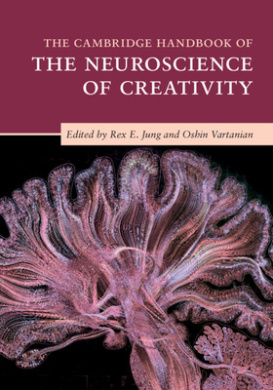 THE CAMBRIDGE HANDBOOK OF
THE NEUROSCIENCE
OF CREATIVITY
Edited by Rex E. Jung and Oshin Vartanian